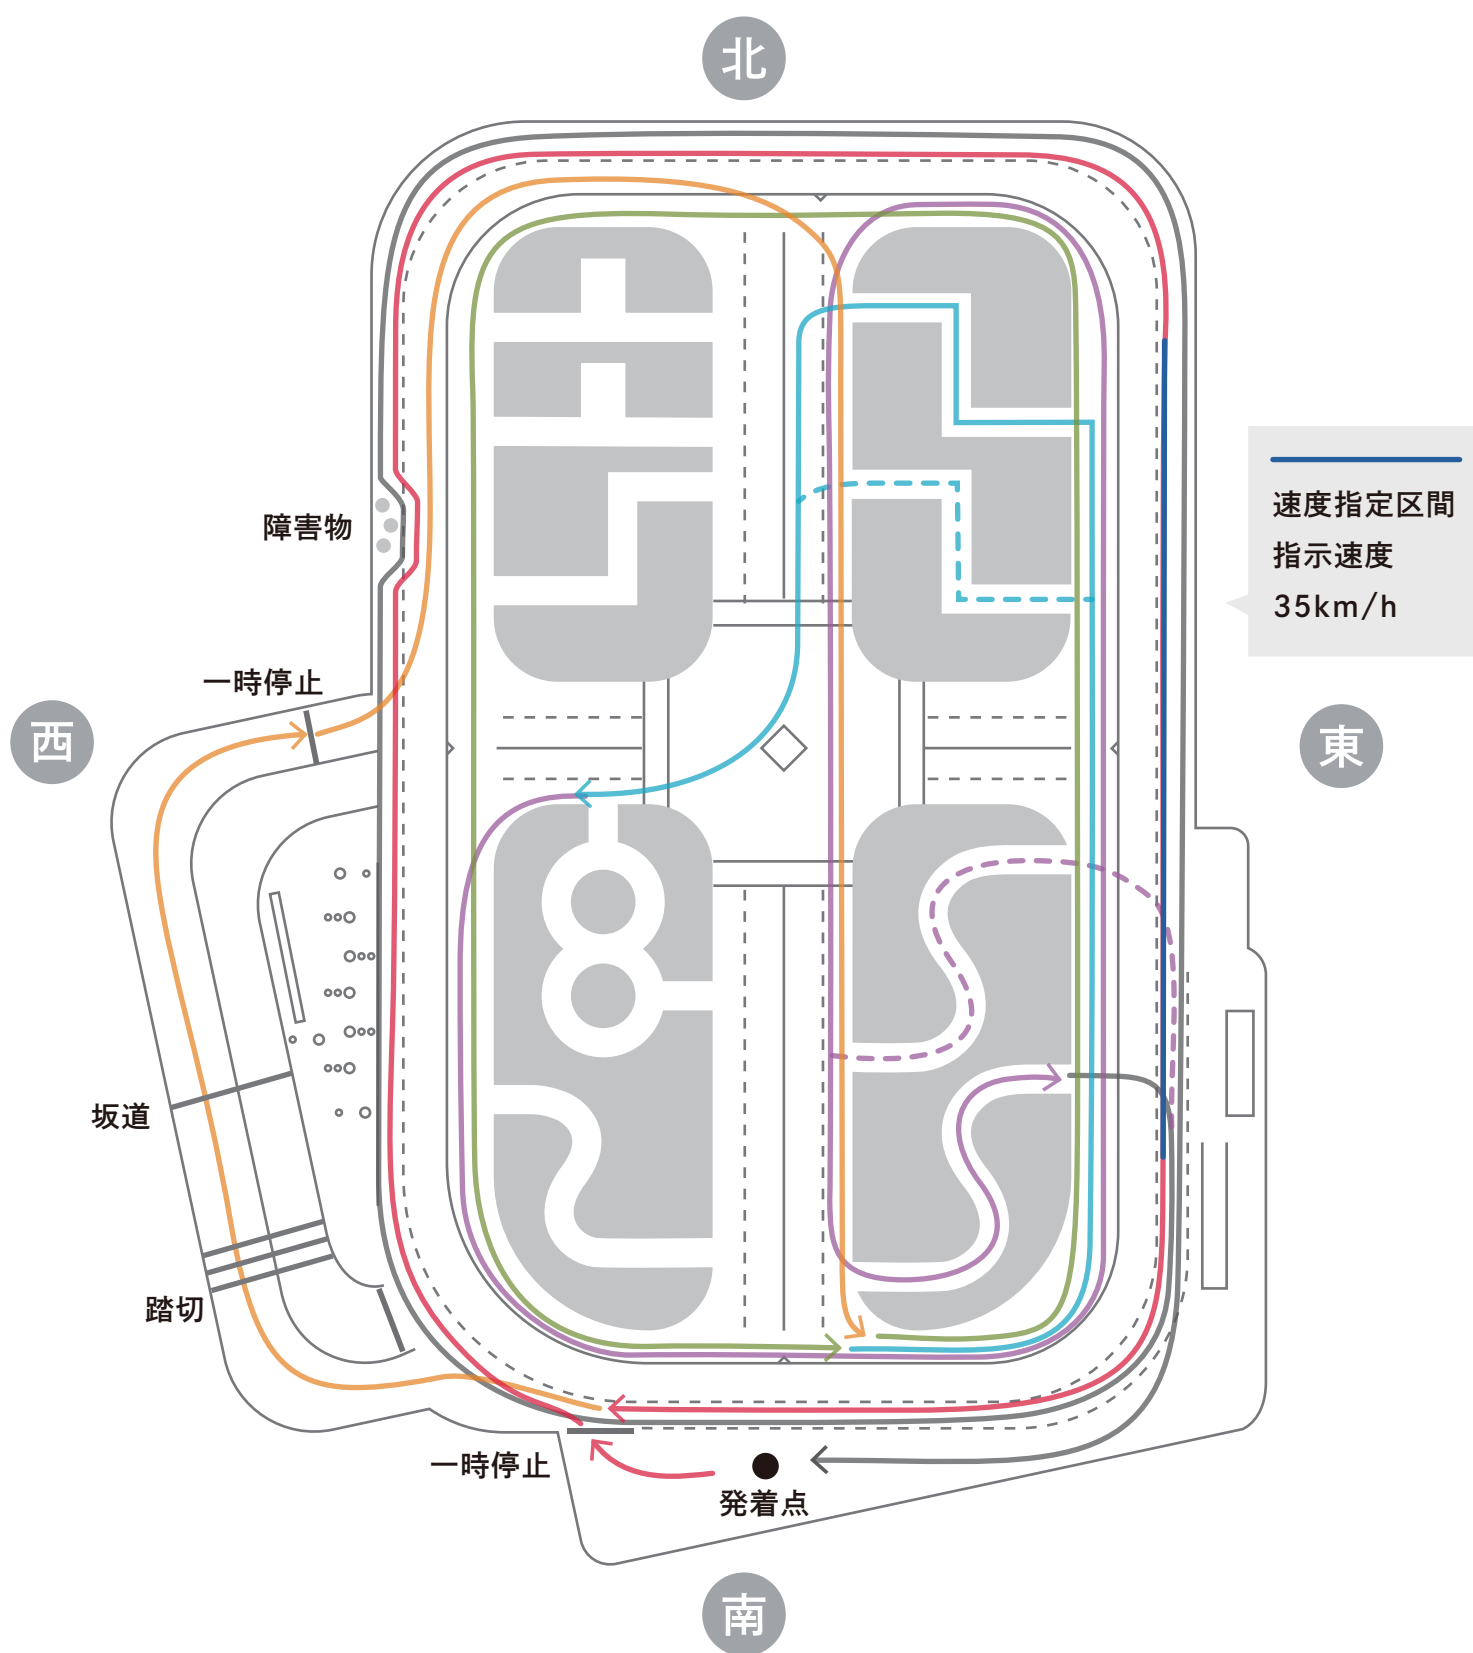 北
障害物
速度指定区間
指示速度
35km/h
一時停止
西
東
坂道
踏切
一時停止
発着点
南